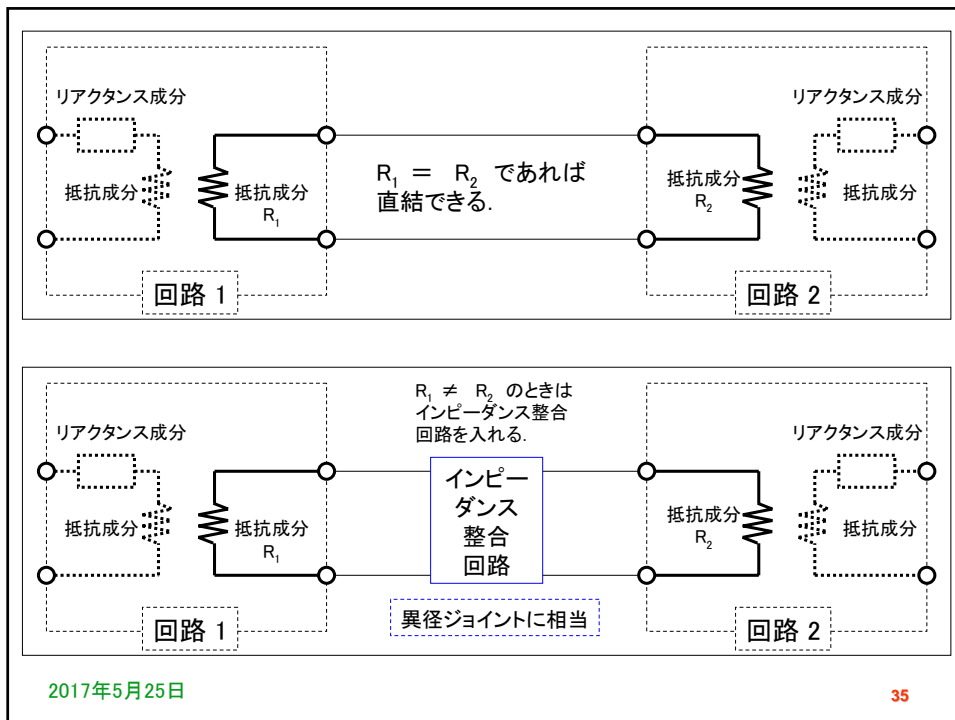 リアクタンス成分
リアクタンス成分
抵抗成分
抵抗成分
R1
R1 = R2 であれば
直結できる.
抵抗成分
R2
抵抗成分
回路 1
回路 2
R1 ≠ R2 のときは
インピーダンス整合
回路を入れる.
リアクタンス成分
リアクタンス成分
抵抗成分
抵抗成分
R1
インピー
ダンス
整合
回路
抵抗成分
R2
抵抗成分
回路 1
異径ジョイントに相当
回路 2
2017年5月25日
35